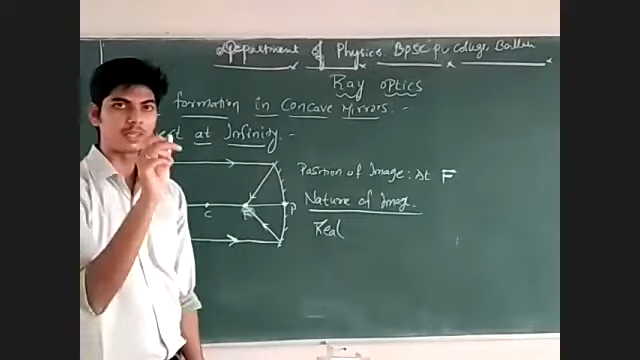 Department of Physics. BPSC PU College, Ballari
Ray optics
formation in Concave Mirrors:-
at Infinity:-
Position of Image: At F
Nature of Image.
Real
C
F
P